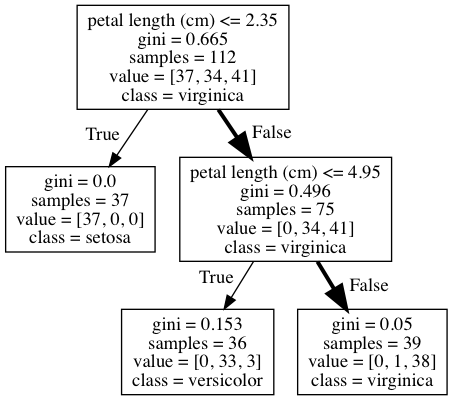 petal length (cm) <= 2.35
gini = 0.665
samples = 112
value = [37, 34, 41]
class = virginica
True
False
gini = 0.0
samples = 37
value = [37, 0, 0]
class = setosa
petal length (cm) <= 4.95
gini = 0.496
samples = 75
value = [0, 34, 41]
class = virginica
True
False
gini = 0.153
samples = 36
value = [0, 33, 3]
class = versicolor
gini = 0.05
samples = 39
value = [0, 1, 38]
class = virginica